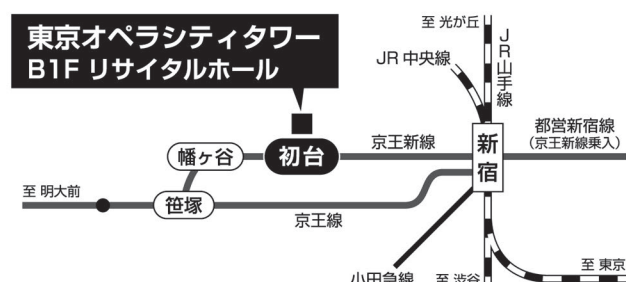 東京オペラシティタワー
B1F リサイタルホール
至 光が丘
JR中央線
JR山手線
京王新線
都営新宿線
(京王新線乗入)
幡ヶ谷
初台
新宿
至 明大前
笹塚
京王線
小田急線
至 渋谷
至 東京